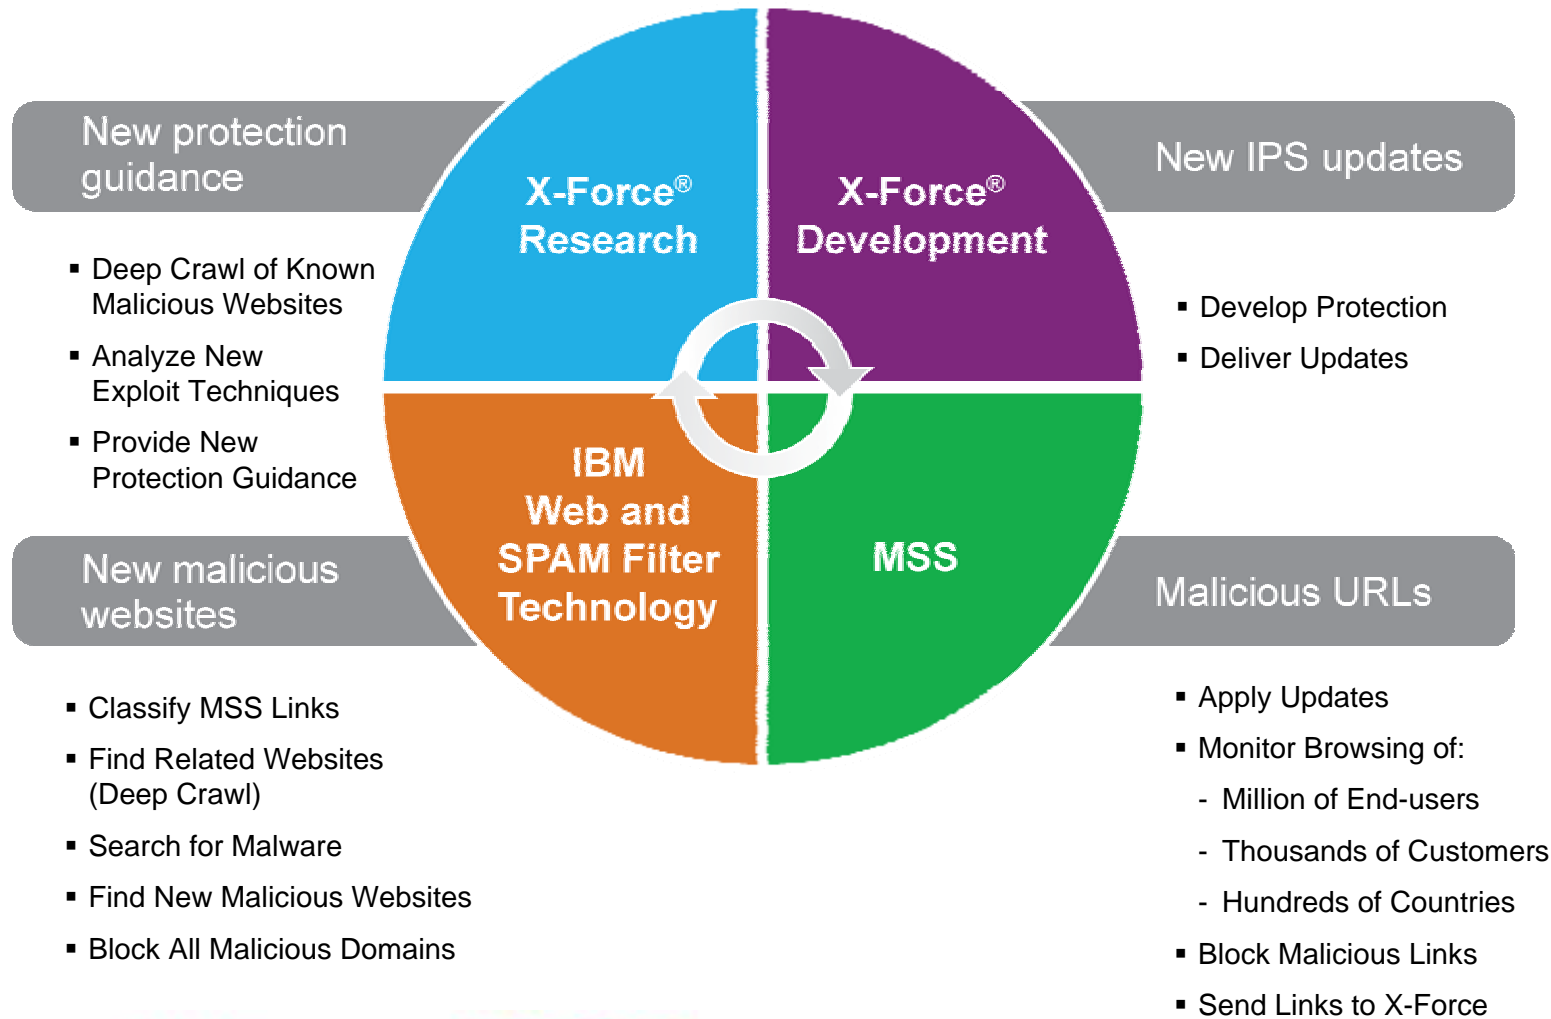 New protection
guidance
▪ Deep Crawl of Known
Malicious Websites
▪ Analyze New
Exploit Techniques
▪ Provide New
Protection Guidance
X-Force®
Research
X-Force®
Development
New IPS updates
▪ Develop Protection
▪ Deliver Updates
New malicious
websites
▪ Classify MSS Links
▪ Find Related Websites
(Deep Crawl)
▪ Search for Malware
▪ Find New Malicious Websites
▪ Block All Malicious Domains
IBM
Web and
SPAM Filter
Technology
MSS
Malicious URLs
▪ Apply Updates
▪ Monitor Browsing of:
- Million of End-users
- Thousands of Customers
- Hundreds of Countries
▪ Block Malicious Links
▪ Send Links to X-Force